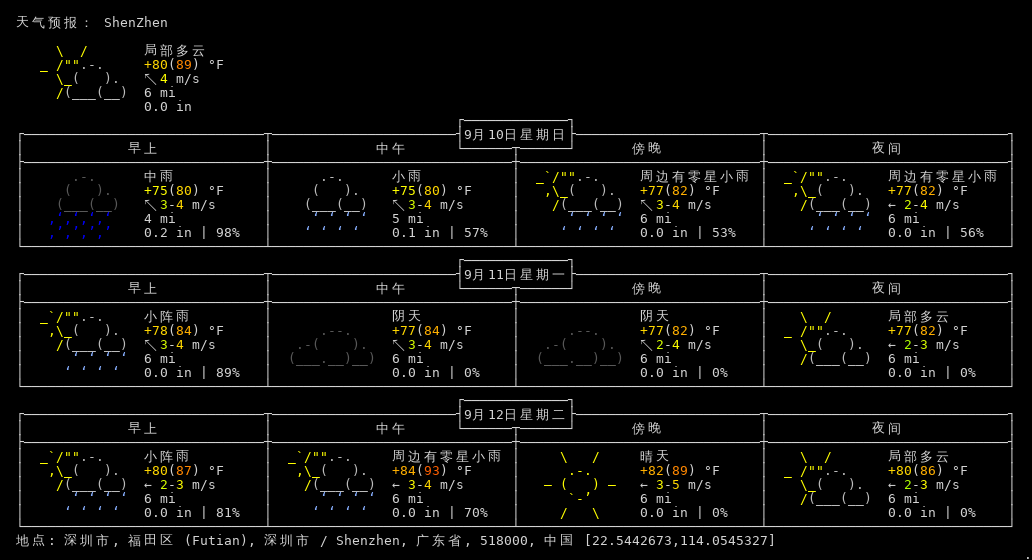 天气预报： ShenZhen
局部多云
+80(89) °F
↖ 4 m/s
6 mi
0.0 in
9月10日星期日
早上 中午 傍晚 夜间
中雨 小雨 周边有零星小雨 周边有零星小雨
+75(80) °F +75(80) °F +77(82) °F +77(82) °F
↖ 3-4 m/s ↖ 3-4 m/s ↖ 3-4 m/s ← 2-4 m/s
4 mi 5 mi 6 mi 6 mi
0.2 in | 98% 0.1 in | 57% 0.0 in | 53% 0.0 in | 56%
9月11日星期一
早上 中午 傍晚 夜间
小阵雨 阴天 阴天 局部多云
+78(84) °F +77(84) °F +77(82) °F +77(82) °F
↖ 3-4 m/s ↖ 3-4 m/s ↖ 2-4 m/s ← 2-3 m/s
6 mi 6 mi 6 mi 6 mi
0.0 in | 89% 0.0 in | 0% 0.0 in | 0% 0.0 in | 0%
9月12日星期二
早上 中午 傍晚 夜间
小阵雨 周边有零星小雨 晴天 局部多云
+80(87) °F +84(93) °F +82(89) °F +80(86) °F
← 2-3 m/s ← 3-4 m/s ← 3-5 m/s ← 2-3 m/s
6 mi 6 mi 6 mi 6 mi
0.0 in | 81% 0.0 in | 70% 0.0 in | 0% 0.0 in | 0%
地点: 深圳市, 福田区 (Futian), 深圳市 / Shenzhen, 广东省, 518000, 中国 [22.5442673,114.0545327]